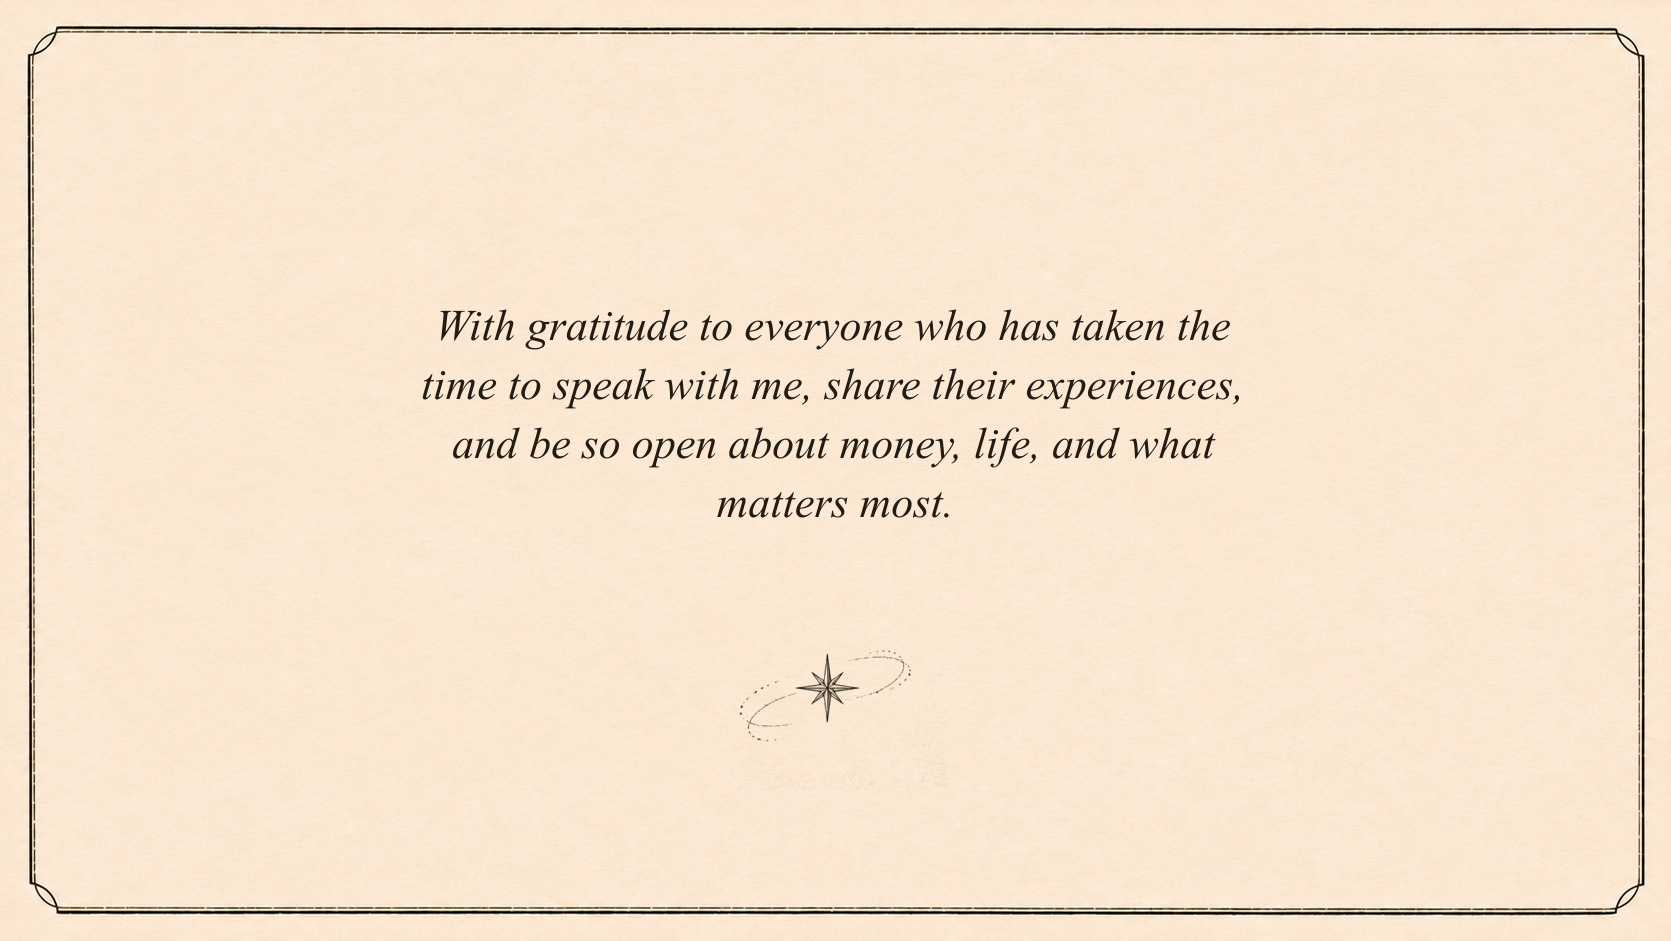 With gratitude to everyone who has taken the
time to speak with me, share their experiences,
and be so open about money, life, and what
matters most.